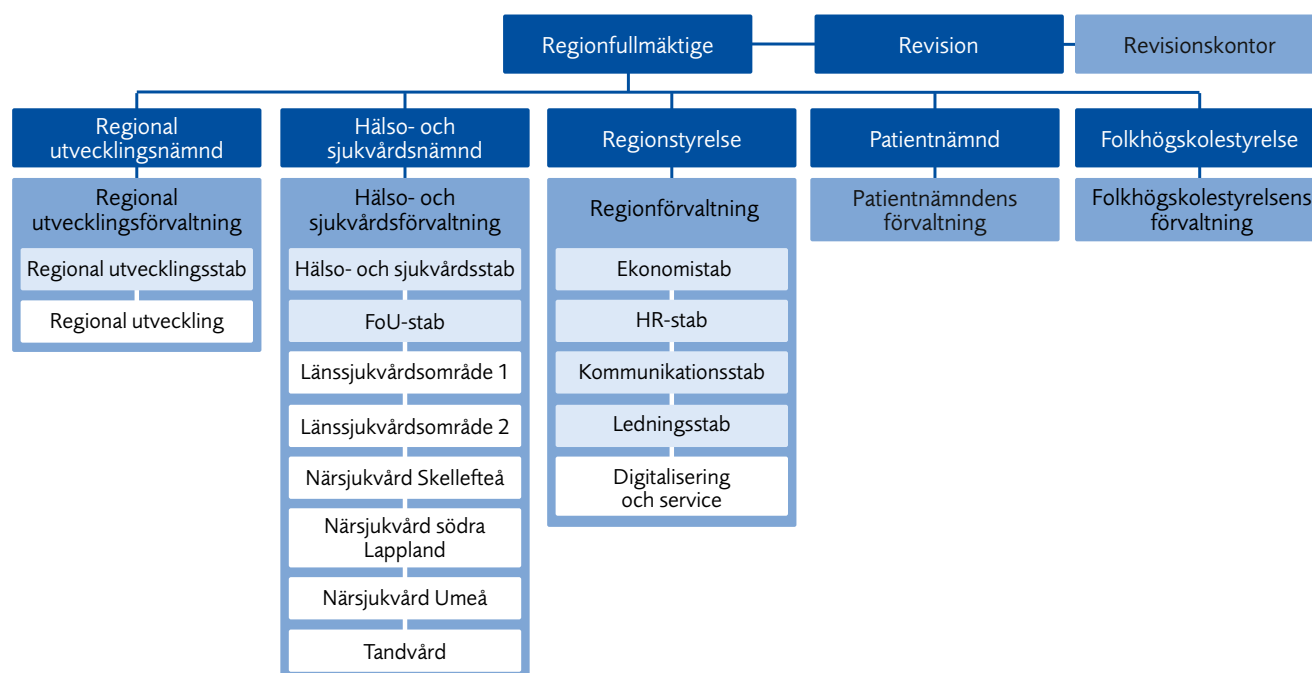 Regionfullmäktige
Revision
Revisionskontor
Regional
utvecklingsnämnd
Hälso- och
sjukvårdsnämnd
Regionstyrelse
Patientnämnd
Folkhögskolestyrelse
Regional
utvecklingsförvaltning
Regional utvecklingsstab
Regional utveckling
Hälso- och
sjukvårdsförvaltning
Hälso- och sjukvårdsstab
FoU-stab
Länssjukvårdsområde 1
Länssjukvårdsområde 2
Närsjukvård Skellefteå
Närsjukvård södra
Lappland
Närsjukvård Umeå
Tandvård
Regionförvaltning
Ekonomistab
HR-stab
Kommunikationsstab
Ledningsstab
Digitalisering
och service
Patientnämndens
förvaltning
Folkhögskolestyrelsens
förvaltning